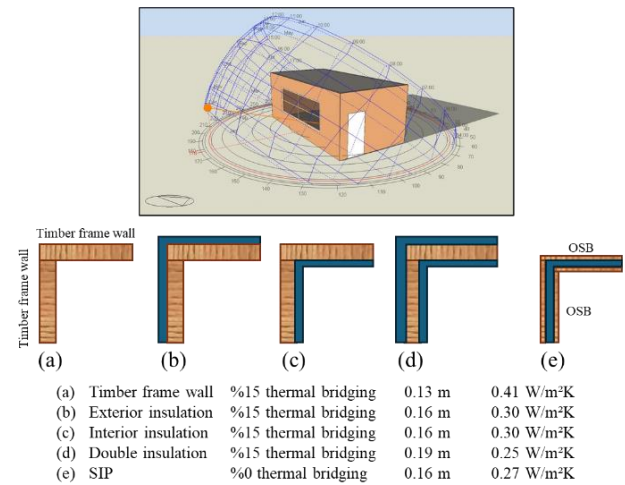 Timber frame wall
Timber frame wall
OSB
OSB
(a) (b) (c) (d) (e)
(a) Timber frame wall %15 thermal bridging 0.13 m 0.41 W/m²K
(b) Exterior insulation %15 thermal bridging 0.16 m 0.30 W/m²K
(c) Interior insulation %15 thermal bridging 0.16 m 0.30 W/m²K
(d) Double insulation %15 thermal bridging 0.19 m 0.25 W/m²K
(e) SIP %0 thermal bridging 0.16 m 0.27 W/m²K